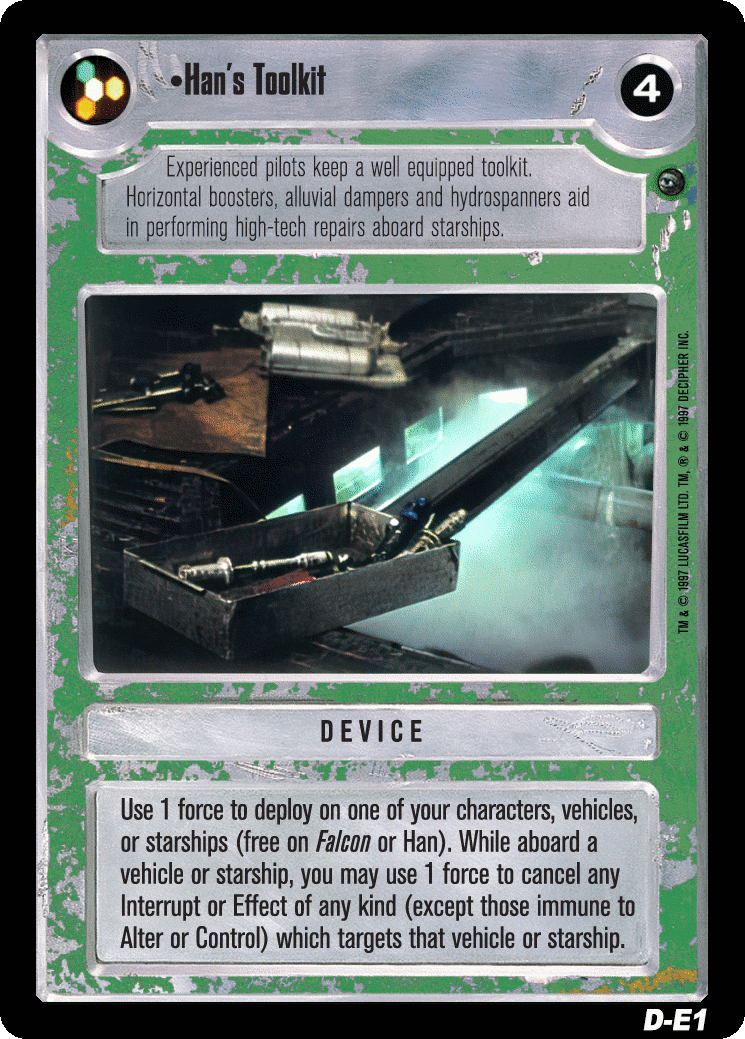 •Han's Toolkit
4
Experienced pilots keep a well equipped toolkit.
Horizontal boosters, alluvial dampers and hydrospanners aid
in performing high-tech repairs aboard starships.
TM & © 1997 LUCASFILM LTD. TM, ® & © 1997 DECIPHER INC.
DEVICE
Use 1 force to deploy on one of your characters, vehicles,
or starships (free on Falcon or Han). While aboard a
vehicle or starship, you may use 1 force to cancel any
Interrupt or Effect of any kind (except those immune to
Alter or Control) which targets that vehicle or starship.
D-E1